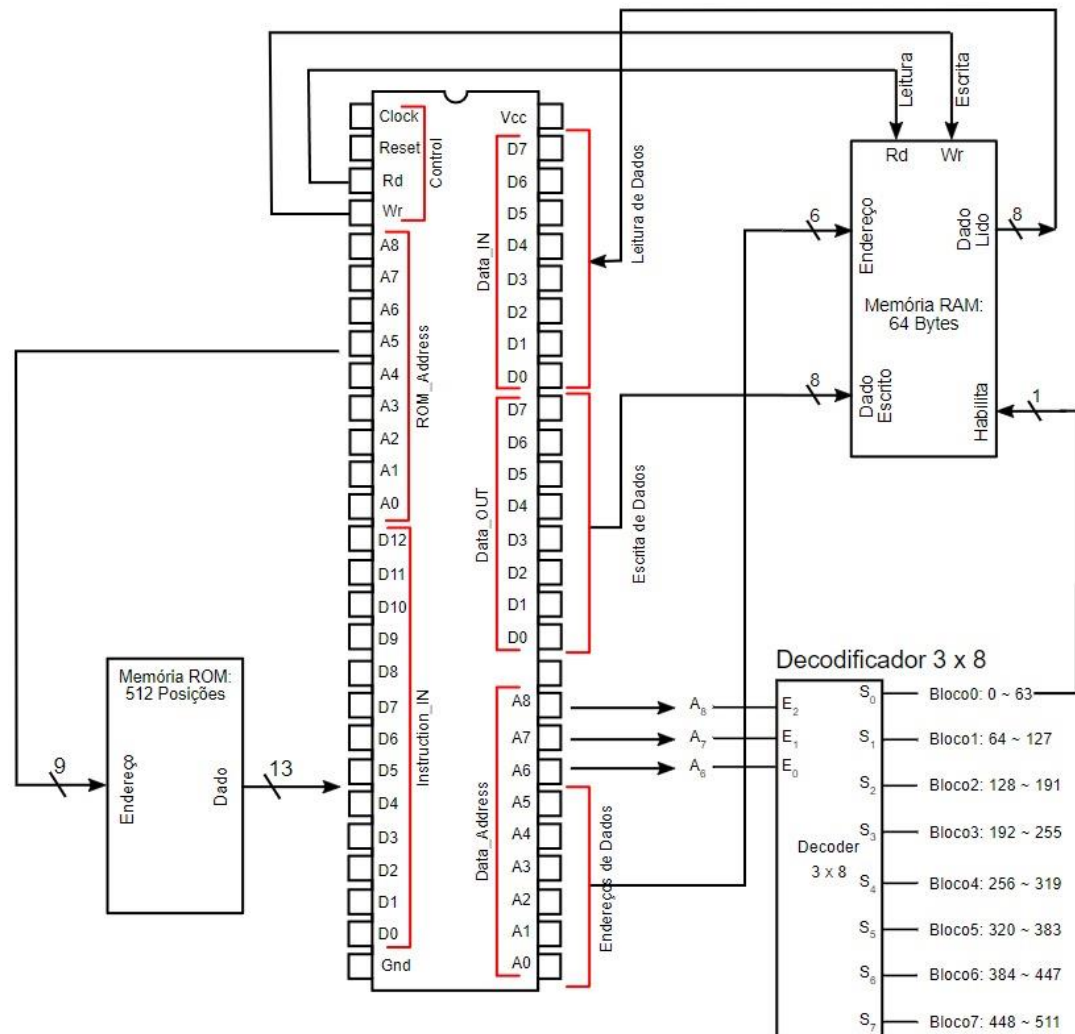 Leitura
Escrita
Clock
Reset
Rd
Wr
Control
A8
A7
A6
A5
A4
A3
A2
A1
A0
ROM_Address
D12
D11
D10
D9
D8
D7
D6
D5
D4
D3
D2
D1
D0
Instruction_IN
Gnd
Vcc
D7
D6
D5
D4
D3
D2
D1
D0
Data_IN
Leitura de Dados
D7
D6
D5
D4
D3
D2
D1
D0
Data_OUT
Escrita de Dados
A8
A7
A6
A5
A4
A3
A2
A1
A0
Data_Address
Endereços de Dados
Rd Wr
6
Endereço
Dado
Lido
8
Memória RAM:
64 Bytes
8
Dado
Escrito
Habilita
1
Memória ROM:
512 Posições
9
Endereço
Dado
13
Decodificador 3 x 8
A8 E2
A7 E1
A6 E0
Decoder
3 x 8
S0 Bloco0: 0 ~ 63
S1 Bloco1: 64 ~ 127
S2 Bloco2: 128 ~ 191
S3 Bloco3: 192 ~ 255
S4 Bloco4: 256 ~ 319
S5 Bloco5: 320 ~ 383
S6 Bloco6: 384 ~ 447
S7 Bloco7: 448 ~ 511